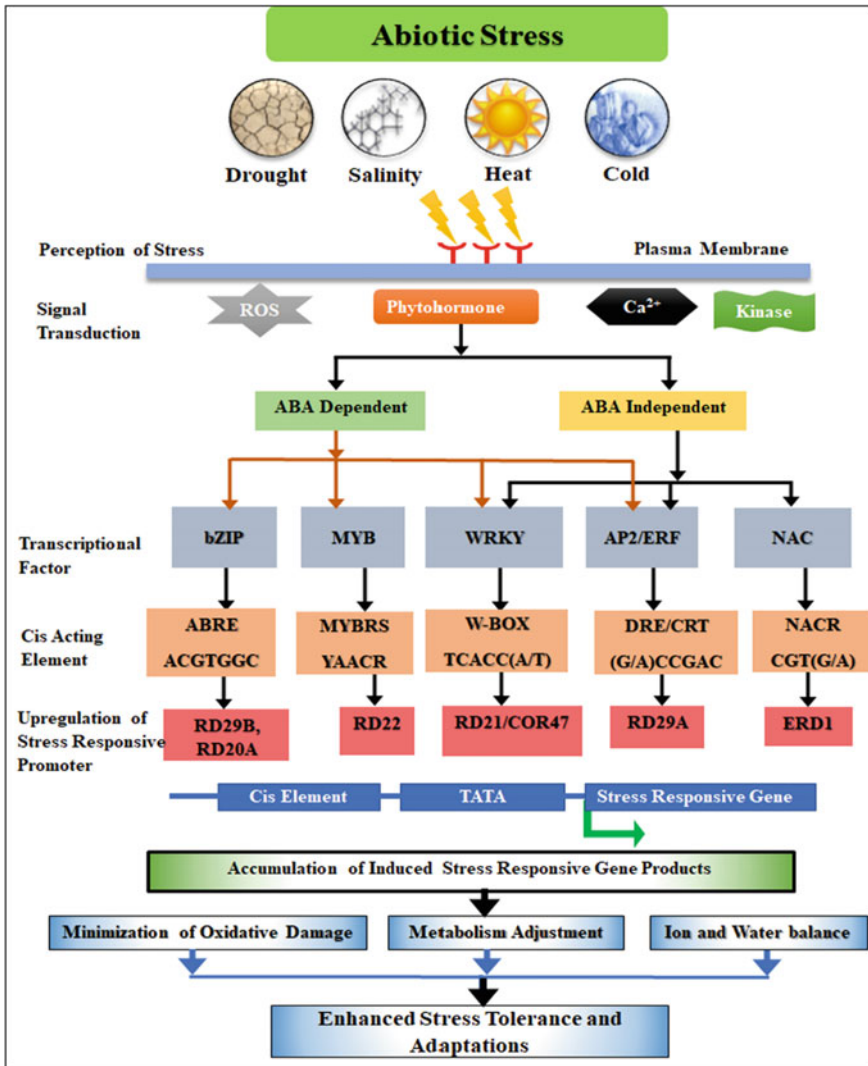 Abiotic Stress
Drought
Salinity
Heat
Cold
Perception of Stress
Plasma Membrane
Signal
Transduction
ROS
Phytohormone
Ca²⁺
Kinase
ABA Dependent
ABA Independent
Transcriptional
Factor
bZIP
MYB
WRKY
AP2/ERF
NAC
Cis Acting
Element
ABRE
ACGTGGC
MYBRS
YAACR
W-BOX
TCACC(A/T)
DRE/CRT
(G/A)CCGAC
NACR
CGT(G/A)
Upregulation of
Stress Responsive
Promoter
RD29B,
RD20A
RD22
RD21/COR47
RD29A
ERD1
Cis Element
TATA
Stress Responsive Gene
Accumulation of Induced Stress Responsive Gene Products
Minimization of Oxidative Damage
Metabolism Adjustment
Ion and Water balance
Enhanced Stress Tolerance and
Adaptations